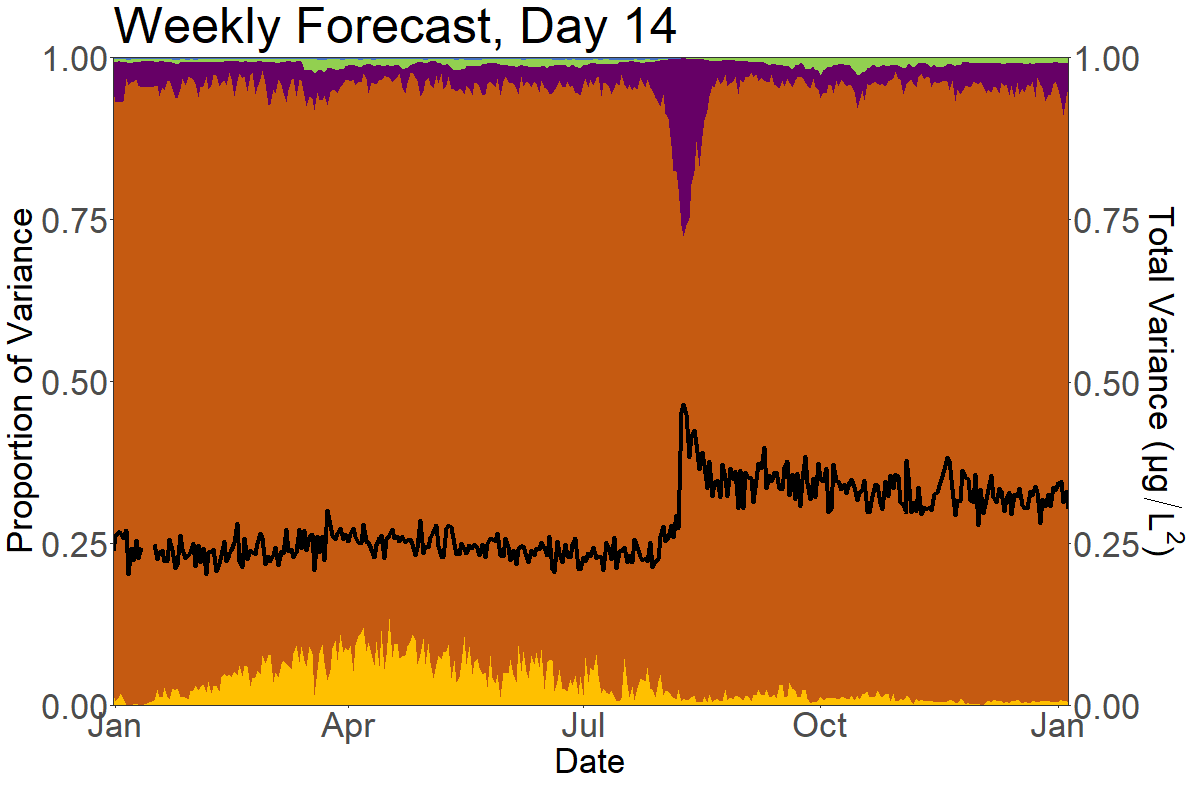 Weekly Forecast, Day 14
1.00
0.75
0.50
0.25
0.00
Proportion of Variance
1.00
0.75
0.50
0.25
0.00
Total Variance (µg/L²)
Jan
Apr
Jul
Oct
Jan
Date